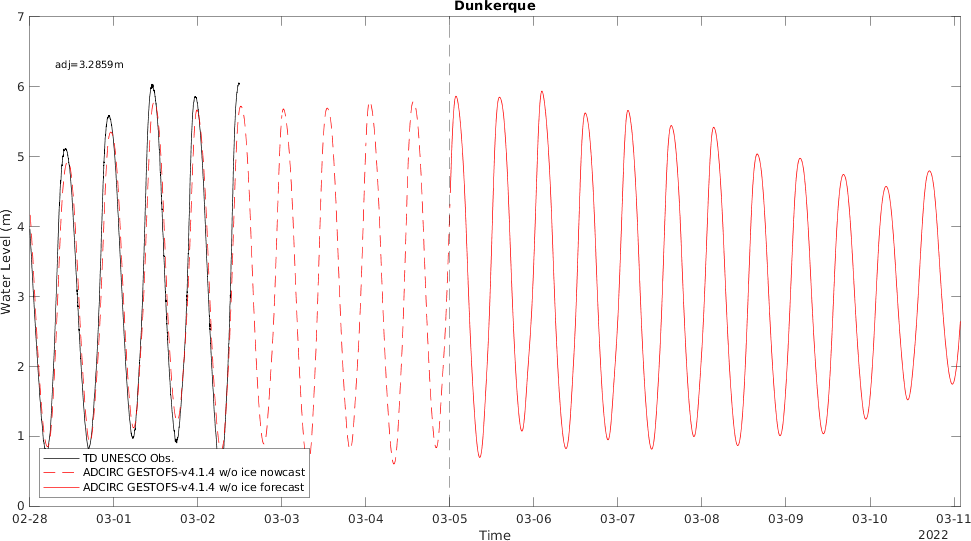 Dunkerque
7
6
5
4
3
2
1
0
adj=3.2859m
Water Level (m)
TD UNESCO Obs.
ADCIRC GESTOFS-v4.1.4 w/o ice nowcast
ADCIRC GESTOFS-v4.1.4 w/o ice forecast
02-28 03-01 03-02 03-03 03-04 03-05 03-06 03-07 03-08 03-09 03-10 03-11
Time
2022